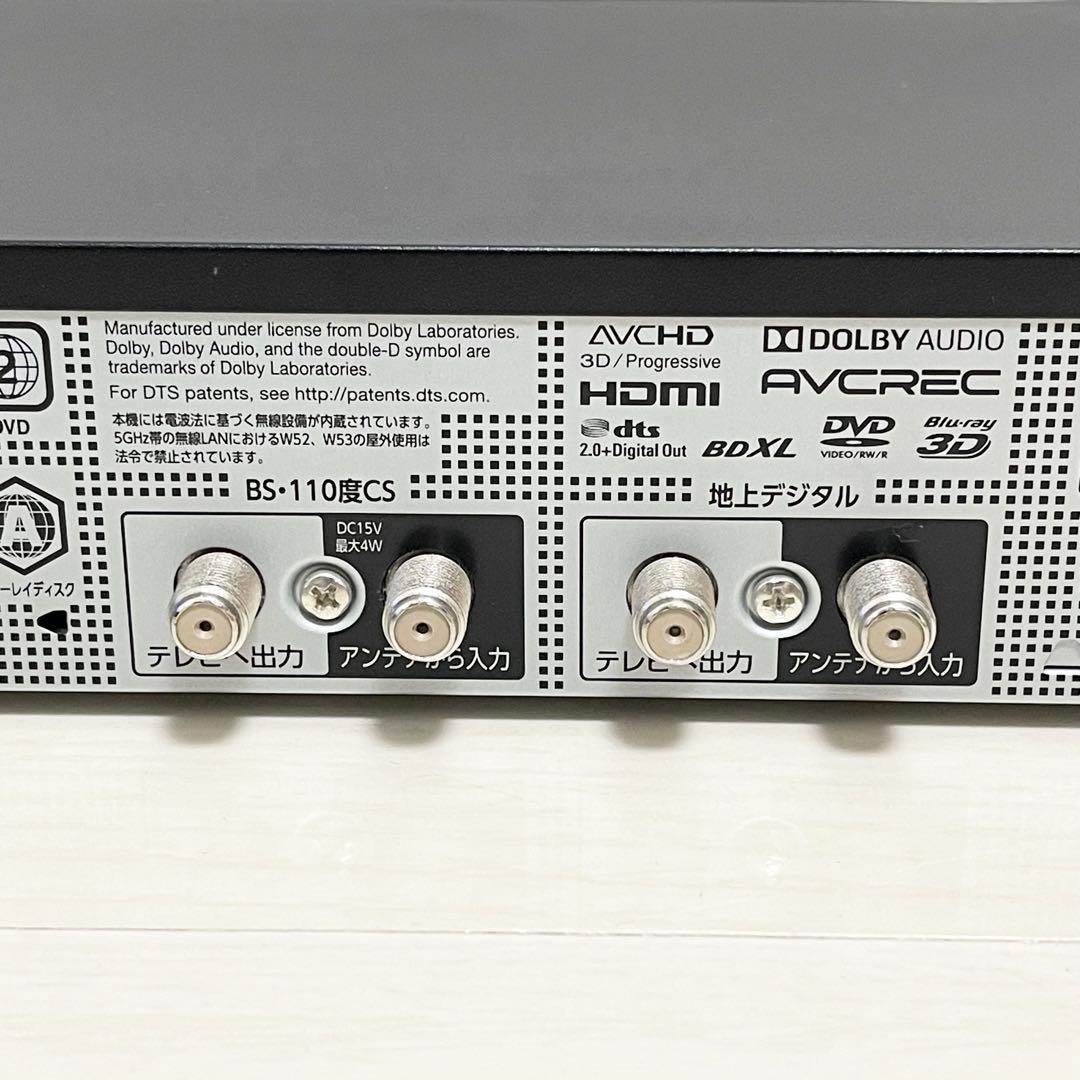 Manufactured under license from Dolby Laboratories.
Dolby, Dolby Audio, and the double-D symbol are
trademarks of Dolby Laboratories.
For DTS patents, see http://patents.dts.com.
本機には電波法に基づく無線設備が内蔵されています。
5GHz帯の無線LANにおけるW52、W53の屋外使用は
法令で禁止されています。
AVCHD
3D/Progressive
DOLBY AUDIO
HDMI
AVCREC
dts
2.0+Digital Out
BDXL
DVD
VIDEO/RW/R
Blu-ray
3D
2
DVD
A
ーレイディスク
BS・110度CS
DC15V
最大4W
テレビへ出力
アンテナから入力
地上デジタル
テレビへ出力
アンテナから入力